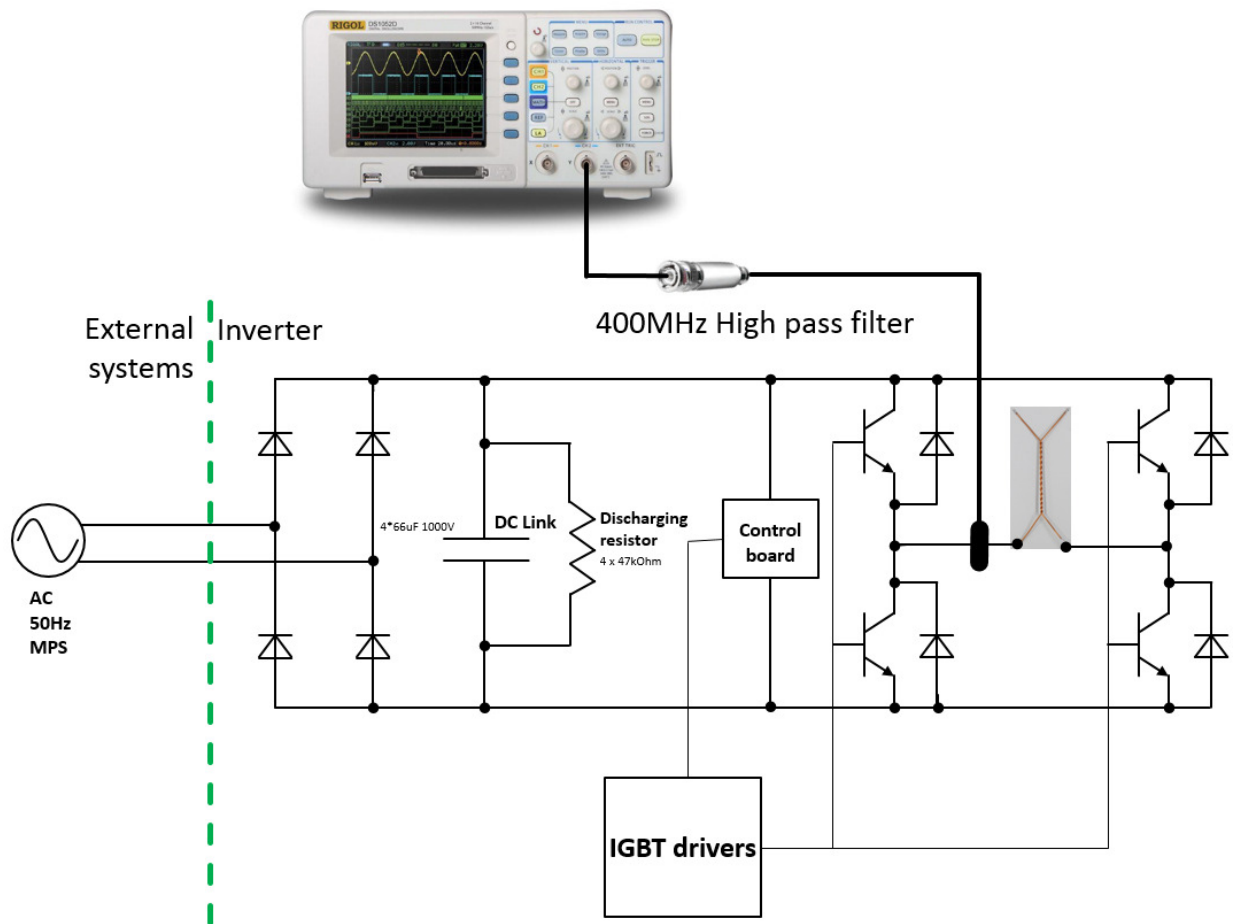 RIGOL
DS1052D
400MHz High pass filter
External
systems
Inverter
4*66uF 1000V
DC Link
Discharging
resistor
4 x 47kOhm
Control
board
AC
50Hz
MPS
IGBT drivers